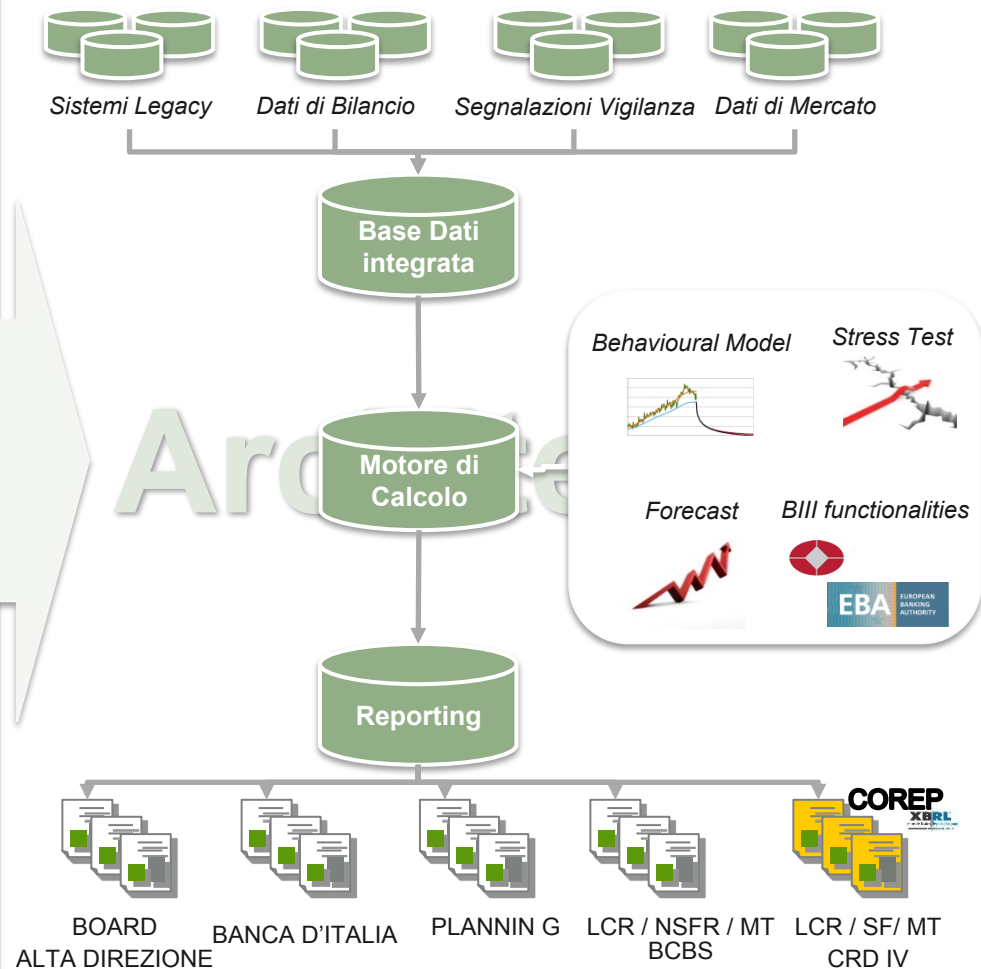 Sistemi Legacy
Dati di Bilancio
Segnalazioni Vigilanza
Dati di Mercato
Base Dati
integrata
Behavioural Model
Stress Test
Motore di
Calcolo
Forecast
BIII functionalities
EBA
EUROPEAN
BANKING
AUTHORITY
Reporting
COREP
XBRL
BOARD
ALTA DIREZIONE
BANCA D’ITALIA
PLANNIN G
LCR / NSFR / MT
BCBS
LCR / SF/ MT
CRD IV